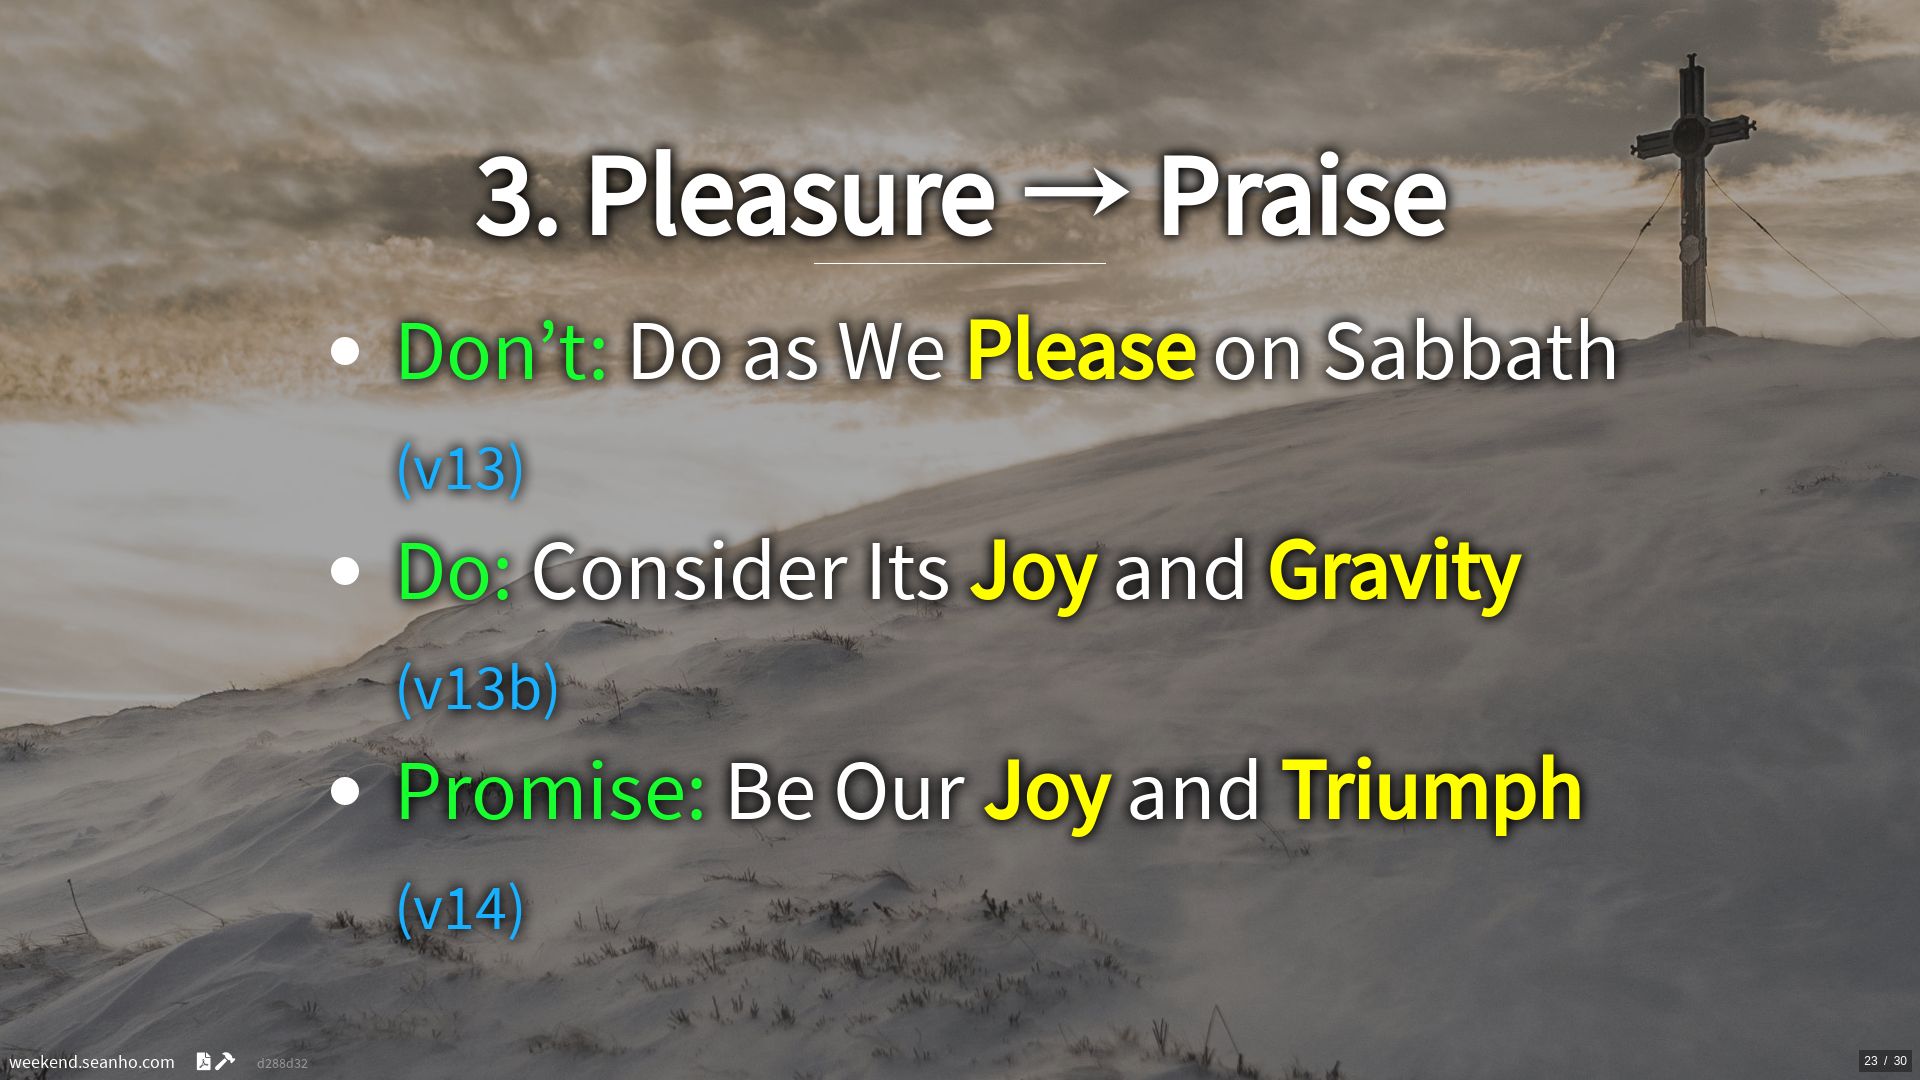 3. Pleasure → Praise
• Don’t: Do as We Please on Sabbath
(v13)
• Do: Consider Its Joy and Gravity
(v13b)
• Promise: Be Our Joy and Triumph
(v14)
weekend.seanho.com d288d32
23 / 30